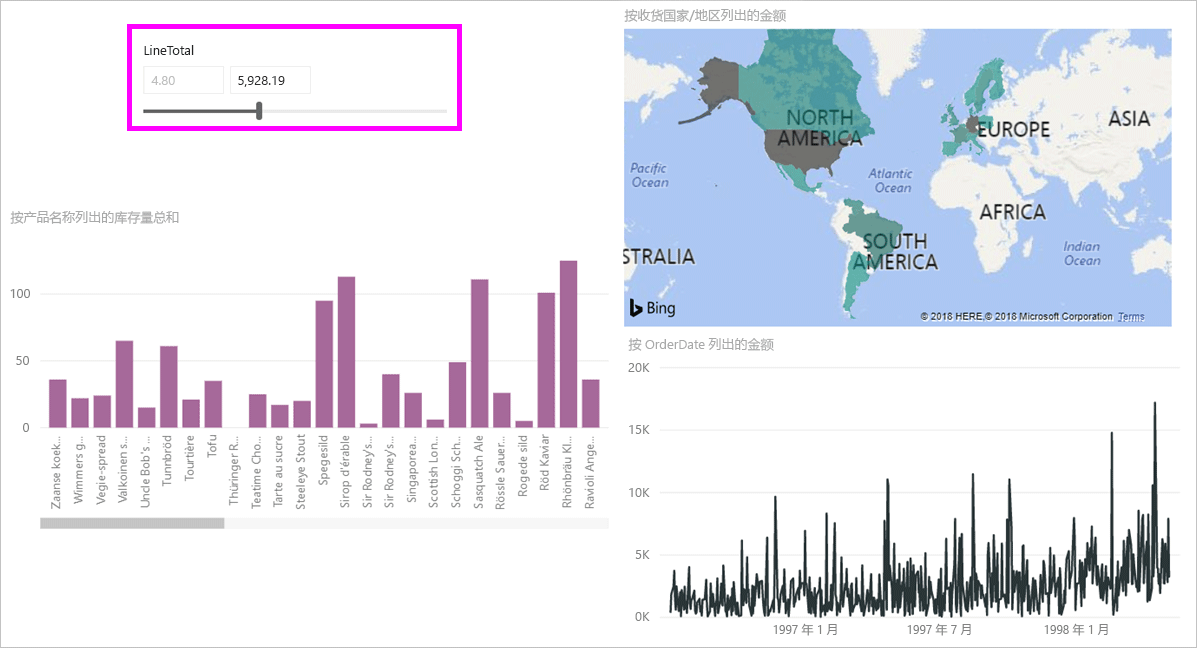 LineTotal
4.80
5,928.19
按产品名称列出的库存量总和
100
50
0
Zaanse koek...
Wimmers g...
Vegie-spread
Valkoinen s...
Uncle Bob's ...
Tunnbröd
Tourtière
Tofu
Thüringer R...
Teatime Cho...
Tarte au sucre
Steeleye Stout
Spegesild
Sirop d'érable
Sir Rodney's...
Sir Rodney's...
Singaporea...
Scottish Lon...
Schoggi Sch...
Sasquatch Ale
Rössle Sauer...
Rogede sild
Röd Kaviar
Rhönbräu Kl...
Ravioli Ange...
按收货国家/地区列出的金额
NORTH
AMERICA
EUROPE
ASIA
Pacific
Ocean
Atlantic
Ocean
AFRICA
SOUTH
AMERICA
Indian
Ocean
STRALIA
Bing
© 2018 HERE,© 2018 Microsoft Corporation Terms
按 OrderDate 列出的金额
20K
15K
10K
5K
0K
1997 年 1 月
1997 年 7 月
1998 年 1 月